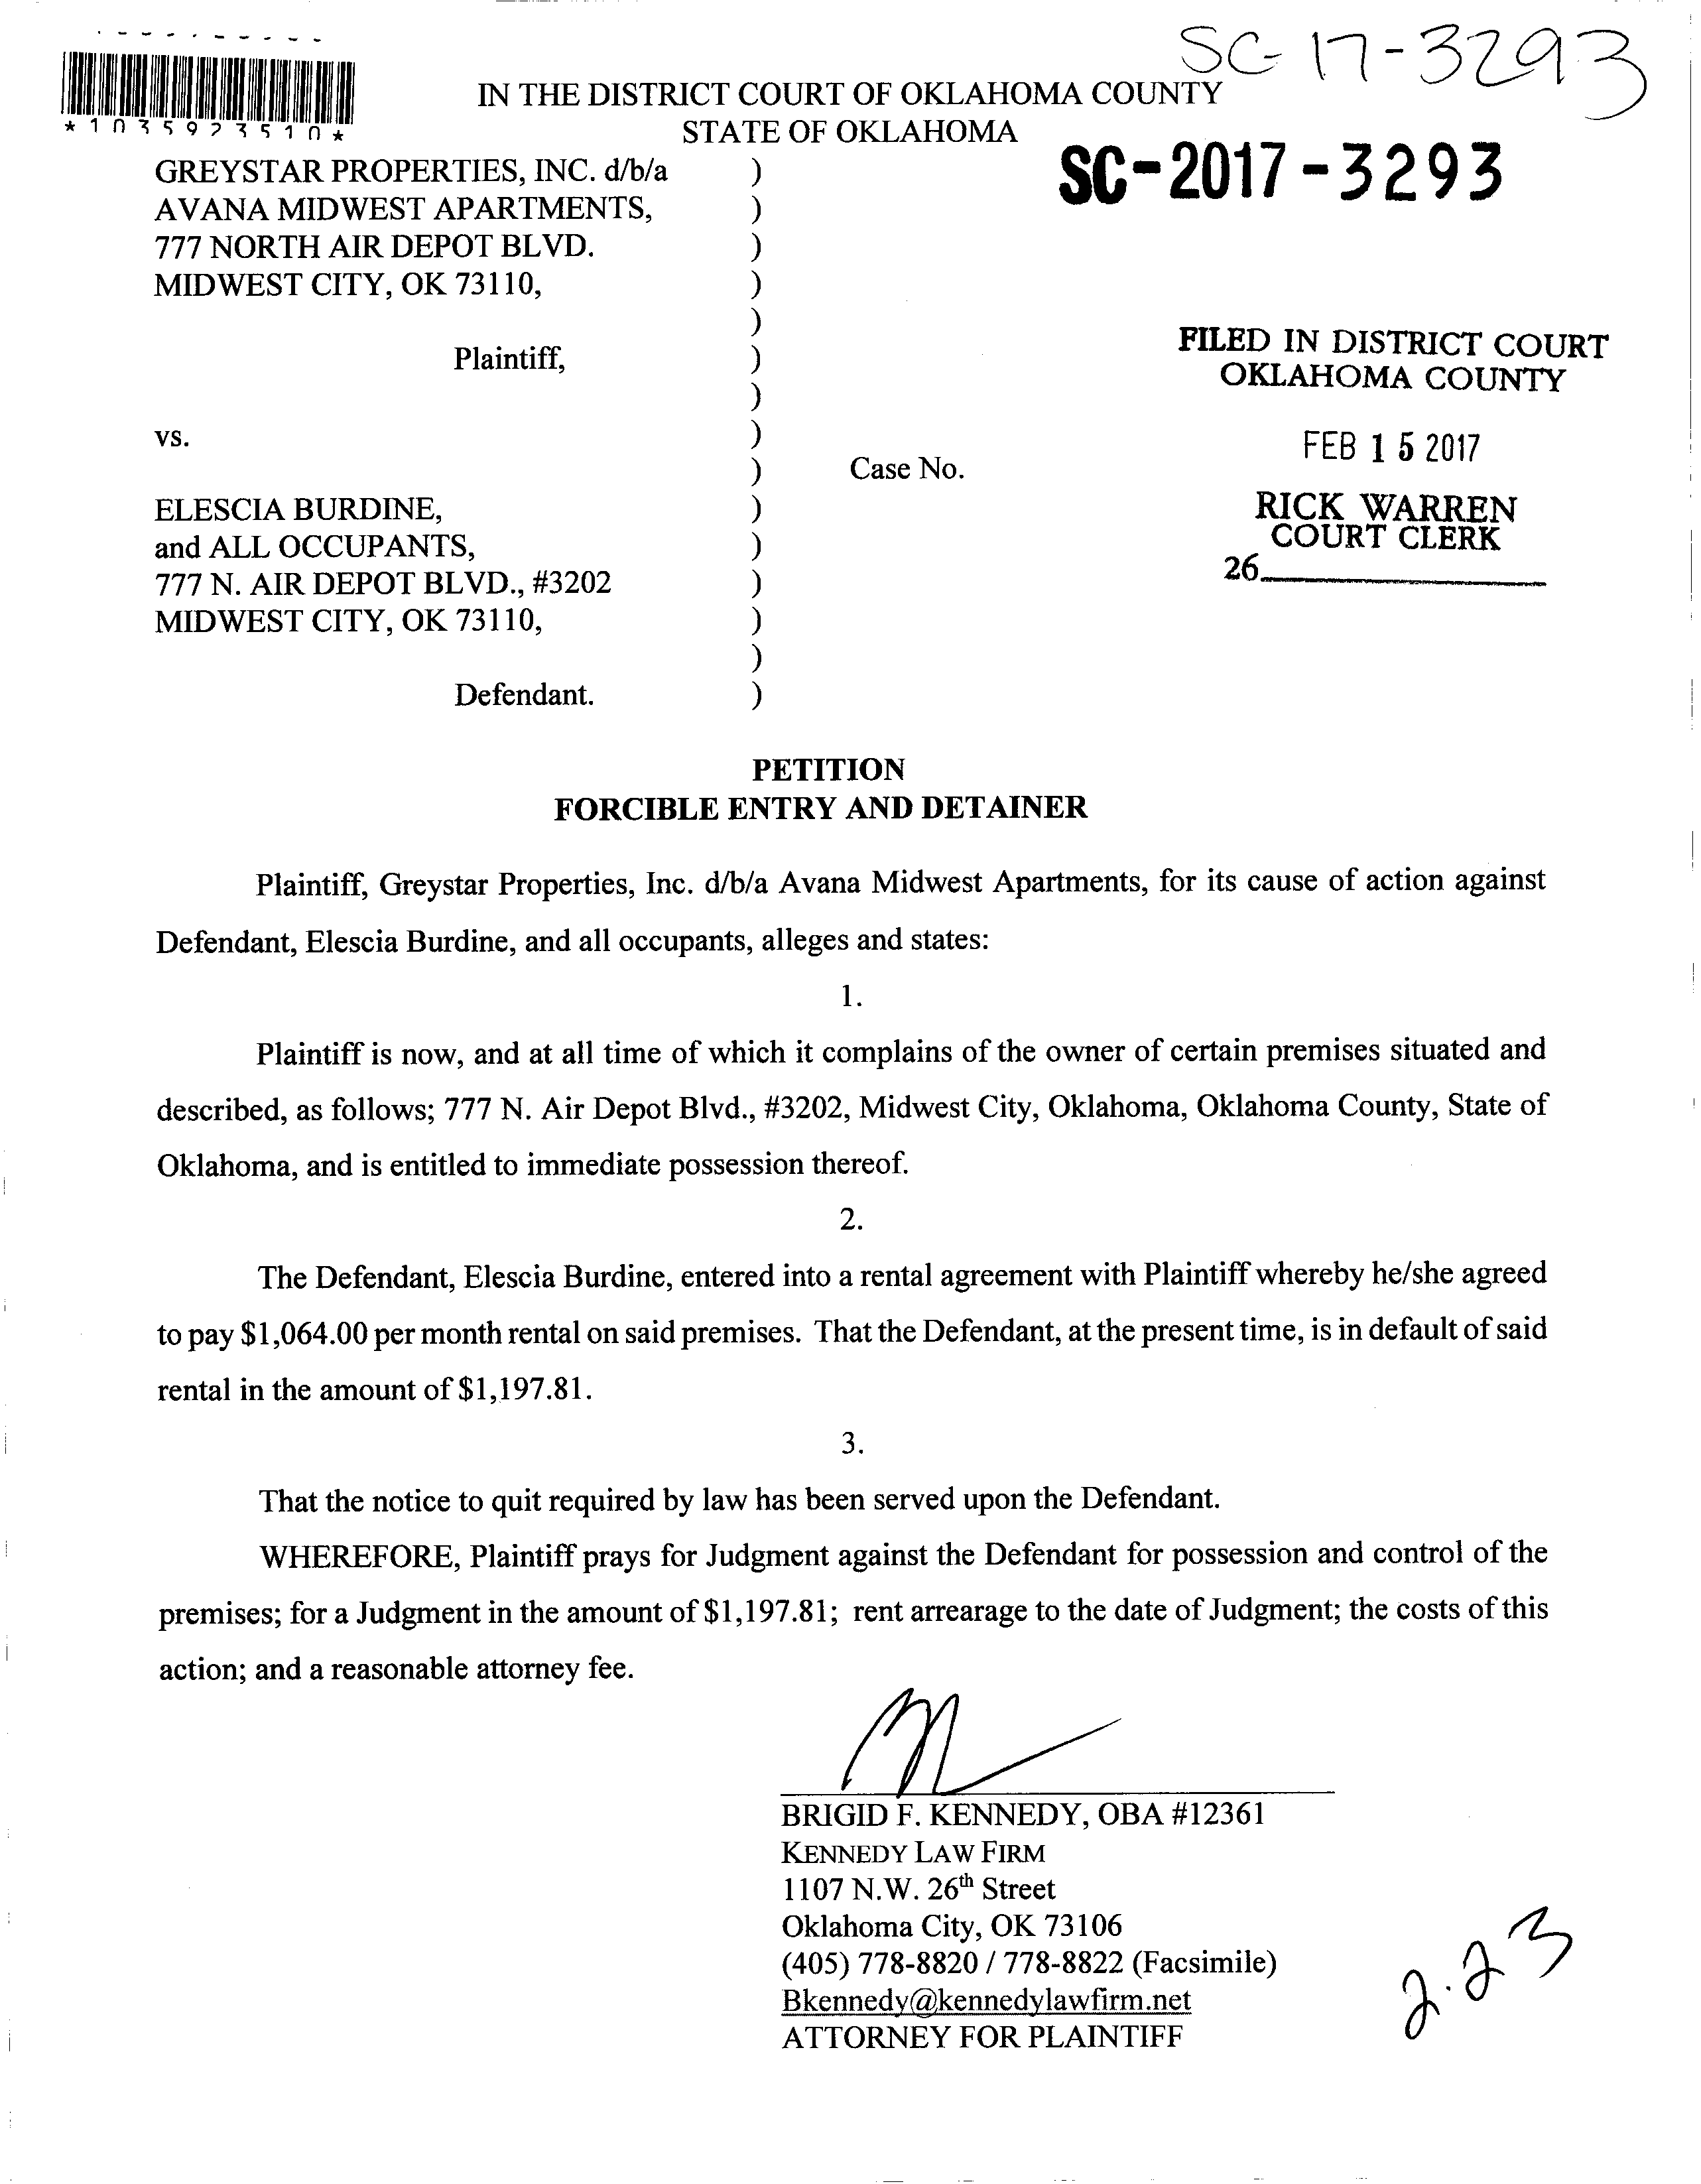 SC-17-3293
*1035923510*
IN THE DISTRICT COURT OF OKLAHOMA COUNTY
STATE OF OKLAHOMA
SC-2017-3293
GREYSTAR PROPERTIES, INC. d/b/a )
AVANA MIDWEST APARTMENTS, )
777 NORTH AIR DEPOT BLVD. )
MIDWEST CITY, OK 73110, )
)
Plaintiff, )
)
vs. )
) Case No.
ELESCIA BURDINE, )
and ALL OCCUPANTS, )
777 N. AIR DEPOT BLVD., #3202 )
MIDWEST CITY, OK 73110, )
)
Defendant. )
FILED IN DISTRICT COURT
OKLAHOMA COUNTY
FEB 15 2017
RICK WARREN
COURT CLERK
26
PETITION
FORCIBLE ENTRY AND DETAINER
Plaintiff, Greystar Properties, Inc. d/b/a Avana Midwest Apartments, for its cause of action against
Defendant, Elescia Burdine, and all occupants, alleges and states:
1.
Plaintiff is now, and at all time of which it complains of the owner of certain premises situated and
described, as follows; 777 N. Air Depot Blvd., #3202, Midwest City, Oklahoma, Oklahoma County, State of
Oklahoma, and is entitled to immediate possession thereof.
2.
The Defendant, Elescia Burdine, entered into a rental agreement with Plaintiff whereby he/she agreed
to pay $1,064.00 per month rental on said premises. That the Defendant, at the present time, is in default of said
rental in the amount of $1,197.81.
3.
That the notice to quit required by law has been served upon the Defendant.
WHEREFORE, Plaintiff prays for Judgment against the Defendant for possession and control of the
premises; for a Judgment in the amount of $1,197.81; rent arrearage to the date of Judgment; the costs of this
action; and a reasonable attorney fee.
BRIGID F. KENNEDY, OBA #12361
KENNEDY LAW FIRM
1107 N.W. 26th Street
Oklahoma City, OK 73106
(405) 778-8820 / 778-8822 (Facsimile)
Bkennedy@kennedylawfirm.net
ATTORNEY FOR PLAINTIFF
2.23